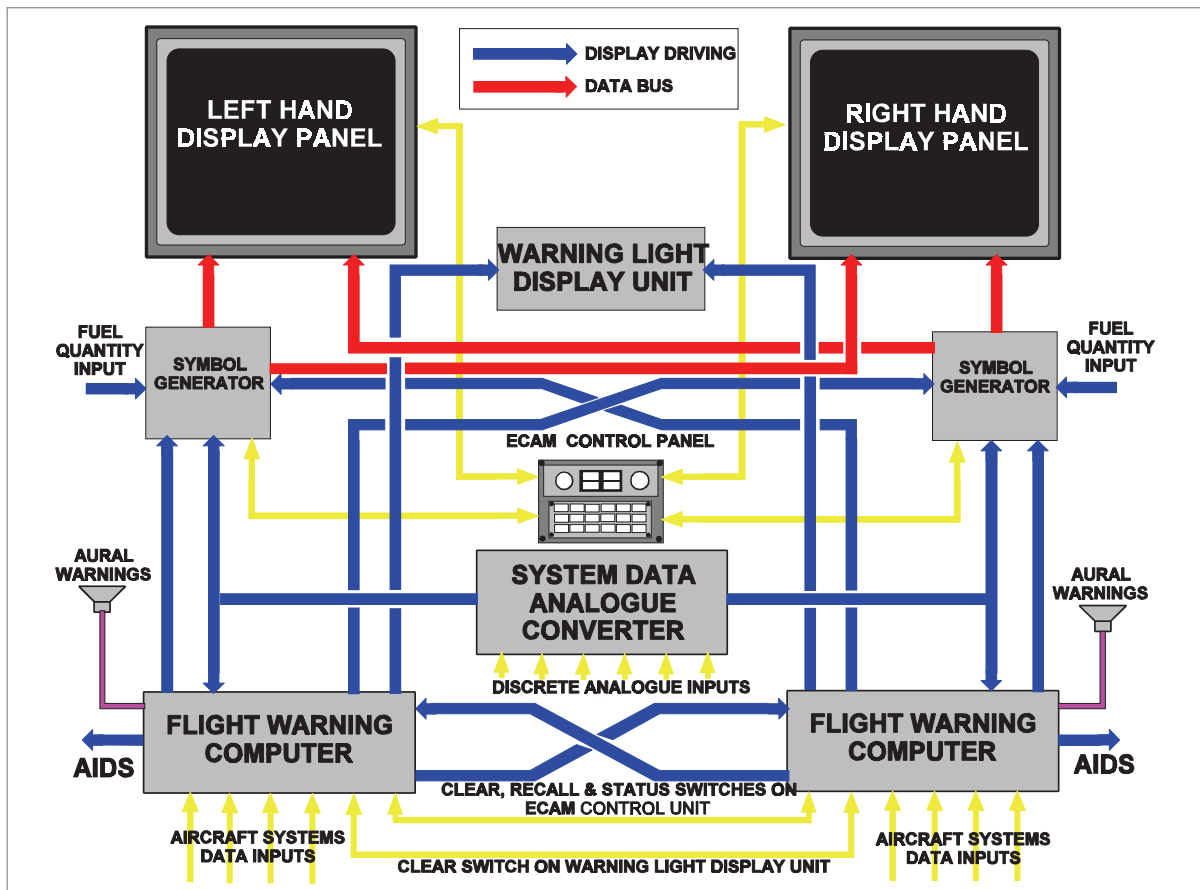 DISPLAY DRIVING
DATA BUS
LEFT HAND
DISPLAY PANEL
RIGHT HAND
DISPLAY PANEL
WARNING LIGHT
DISPLAY UNIT
FUEL
QUANTITY
INPUT
SYMBOL
GENERATOR
SYMBOL
GENERATOR
FUEL
QUANTITY
INPUT
ECAM CONTROL PANEL
AURAL
WARNINGS
SYSTEM DATA
ANALOGUE
CONVERTER
AURAL
WARNINGS
DISCRETE ANALOGUE INPUTS
FLIGHT WARNING
COMPUTER
FLIGHT WARNING
COMPUTER
AIDS
AIDS
CLEAR, RECALL & STATUS SWITCHES ON
ECAM CONTROL UNIT
AIRCRAFT SYSTEMS
DATA INPUTS
AIRCRAFT SYSTEMS
DATA INPUTS
CLEAR SWITCH ON WARNING LIGHT DISPLAY UNIT